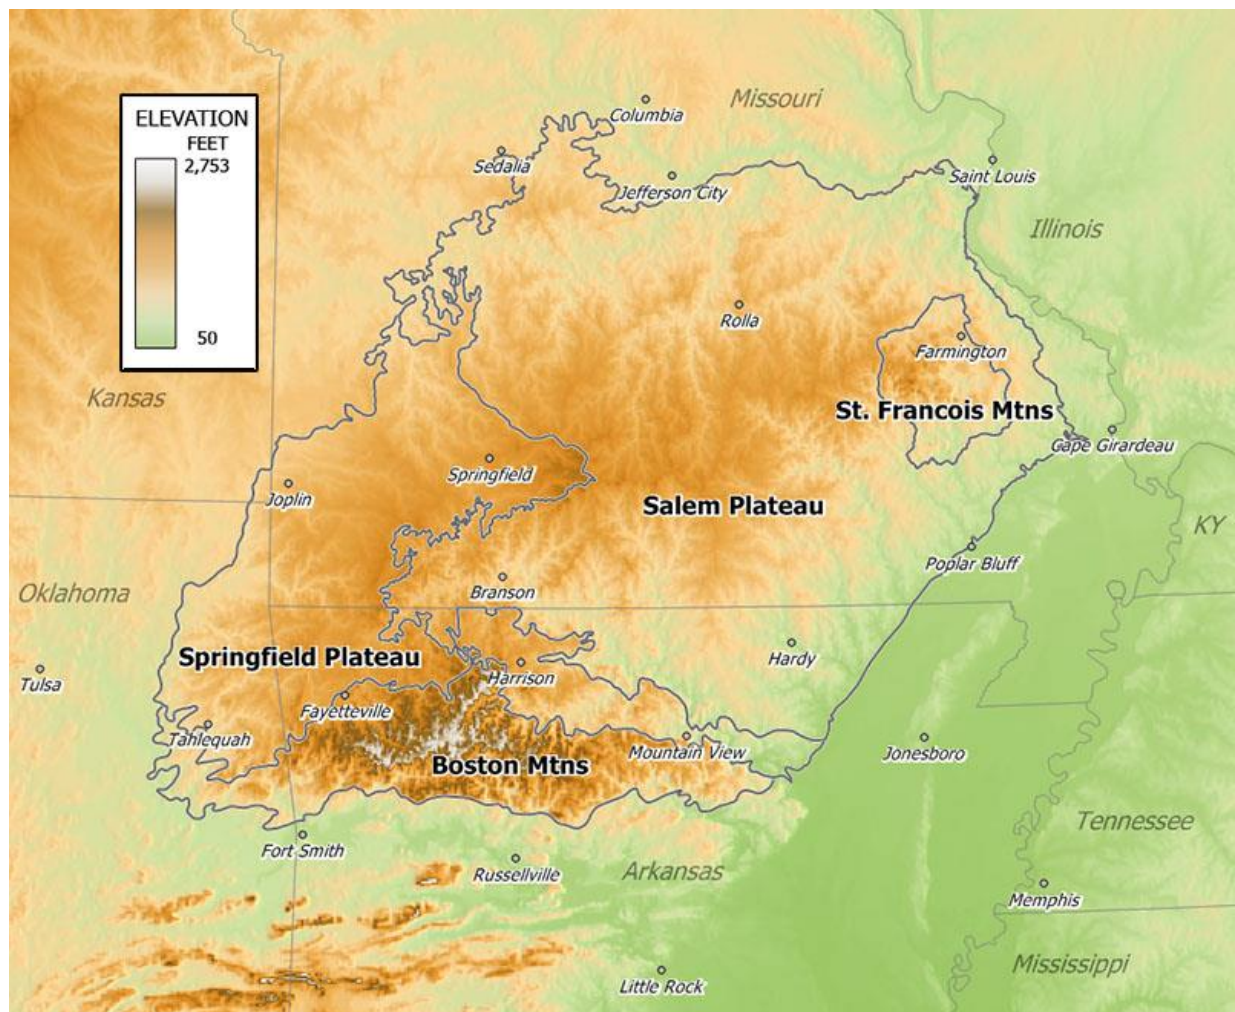 Missouri
Columbia
ELEVATION
FEET
2,753
50
Sedalia
Jefferson City
Saint Louis
Illinois
Rolla
Farmington
Kansas
St. Francois Mtns
Cape Girardeau
Springfield
Joplin
Salem Plateau
KY
Poplar Bluff
Oklahoma
Branson
Springfield Plateau
Hardy
Harrison
Tulsa
Fayetteville
Tahlequah
Mountain View
Jonesboro
Boston Mtns
Tennessee
Fort Smith
Russellville
Arkansas
Memphis
Mississippi
Little Rock